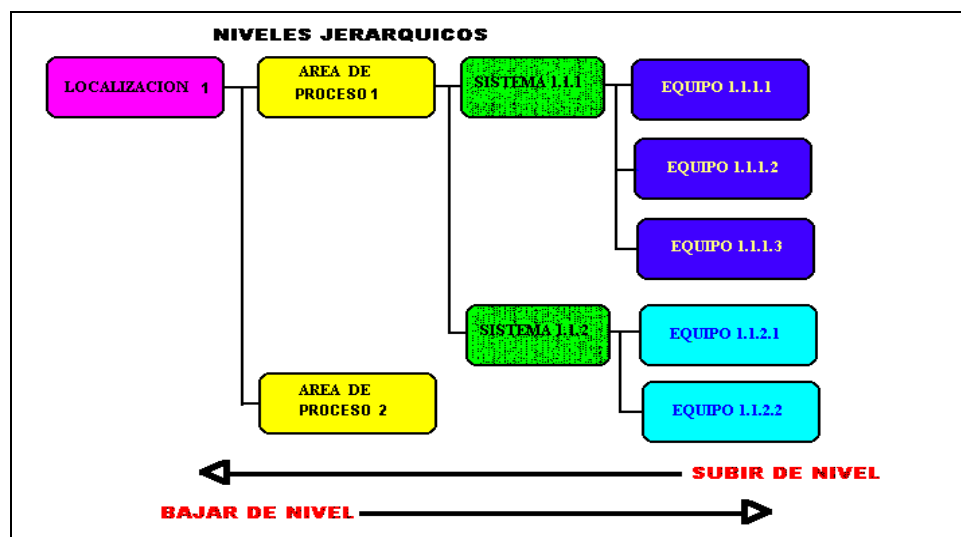 NIVELES JERARQUICOS
LOCALIZACION 1
AREA DE
PROCESO 1
SISTEMA 1.1.1
EQUIPO 1.1.1.1
EQUIPO 1.1.1.2
EQUIPO 1.1.1.3
SISTEMA 1.1.2
EQUIPO 1.1.2.1
EQUIPO 1.1.2.2
AREA DE
PROCESO 2
SUBIR DE NIVEL
BAJAR DE NIVEL